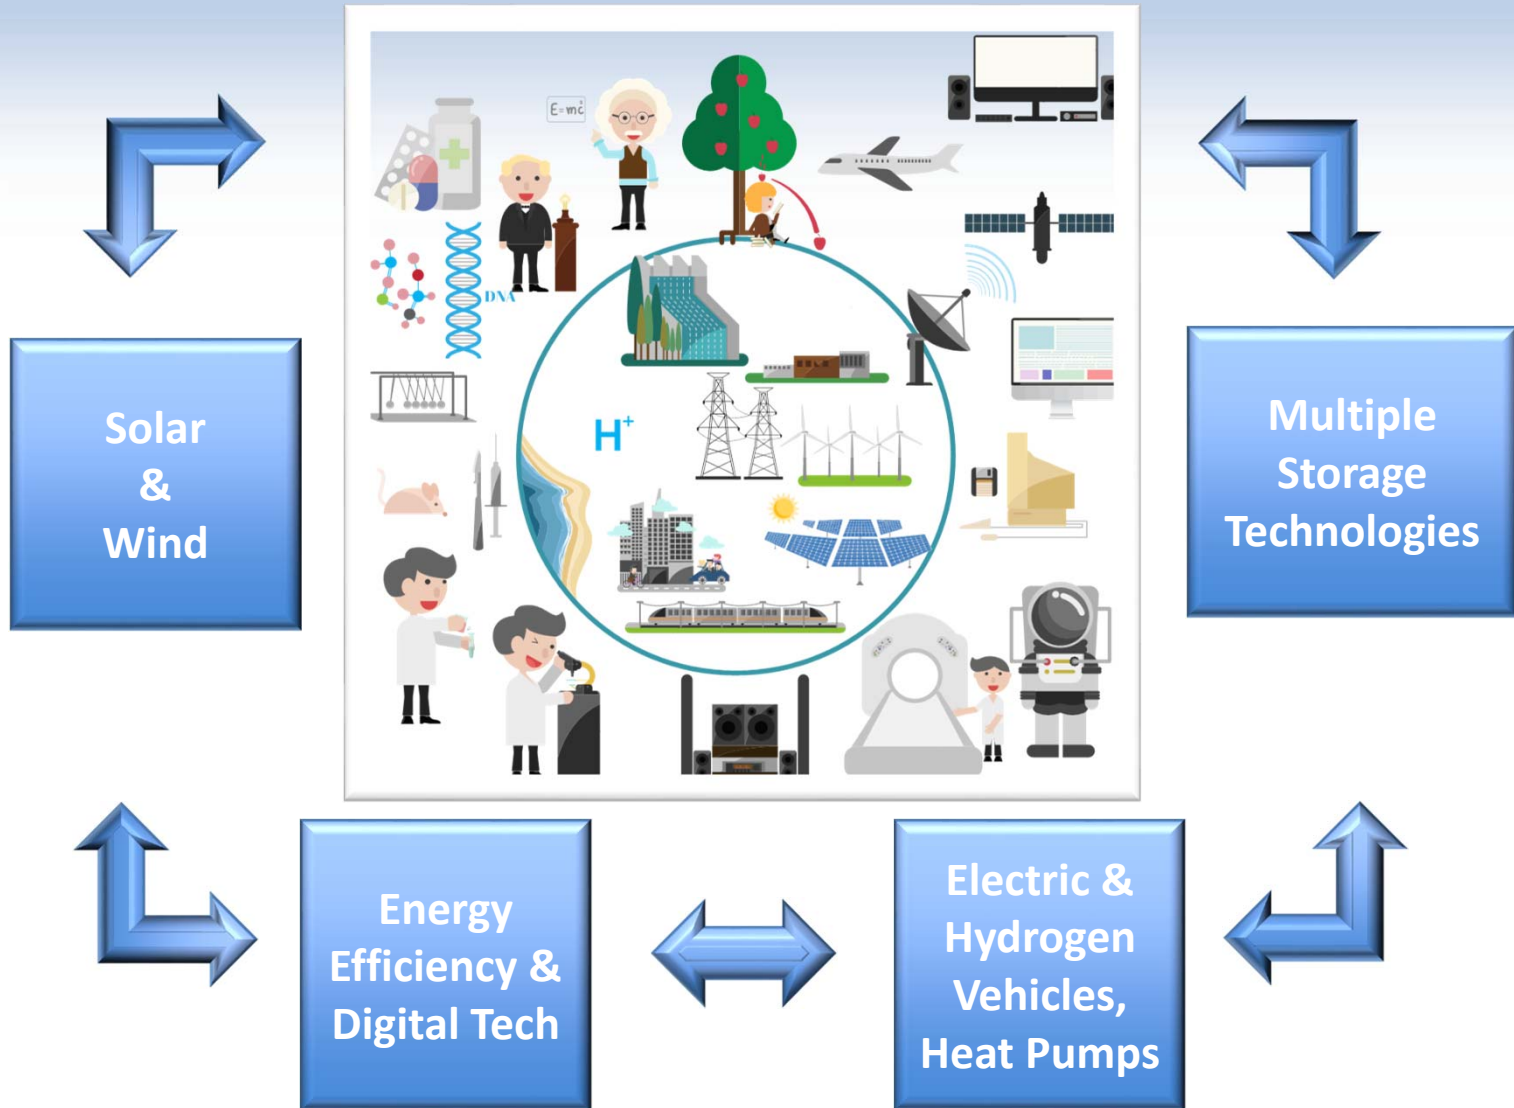 E=mc²
DNA
H⁺
Solar
&
Wind
Multiple
Storage
Technologies
Energy
Efficiency &
Digital Tech
Electric &
Hydrogen
Vehicles,
Heat Pumps